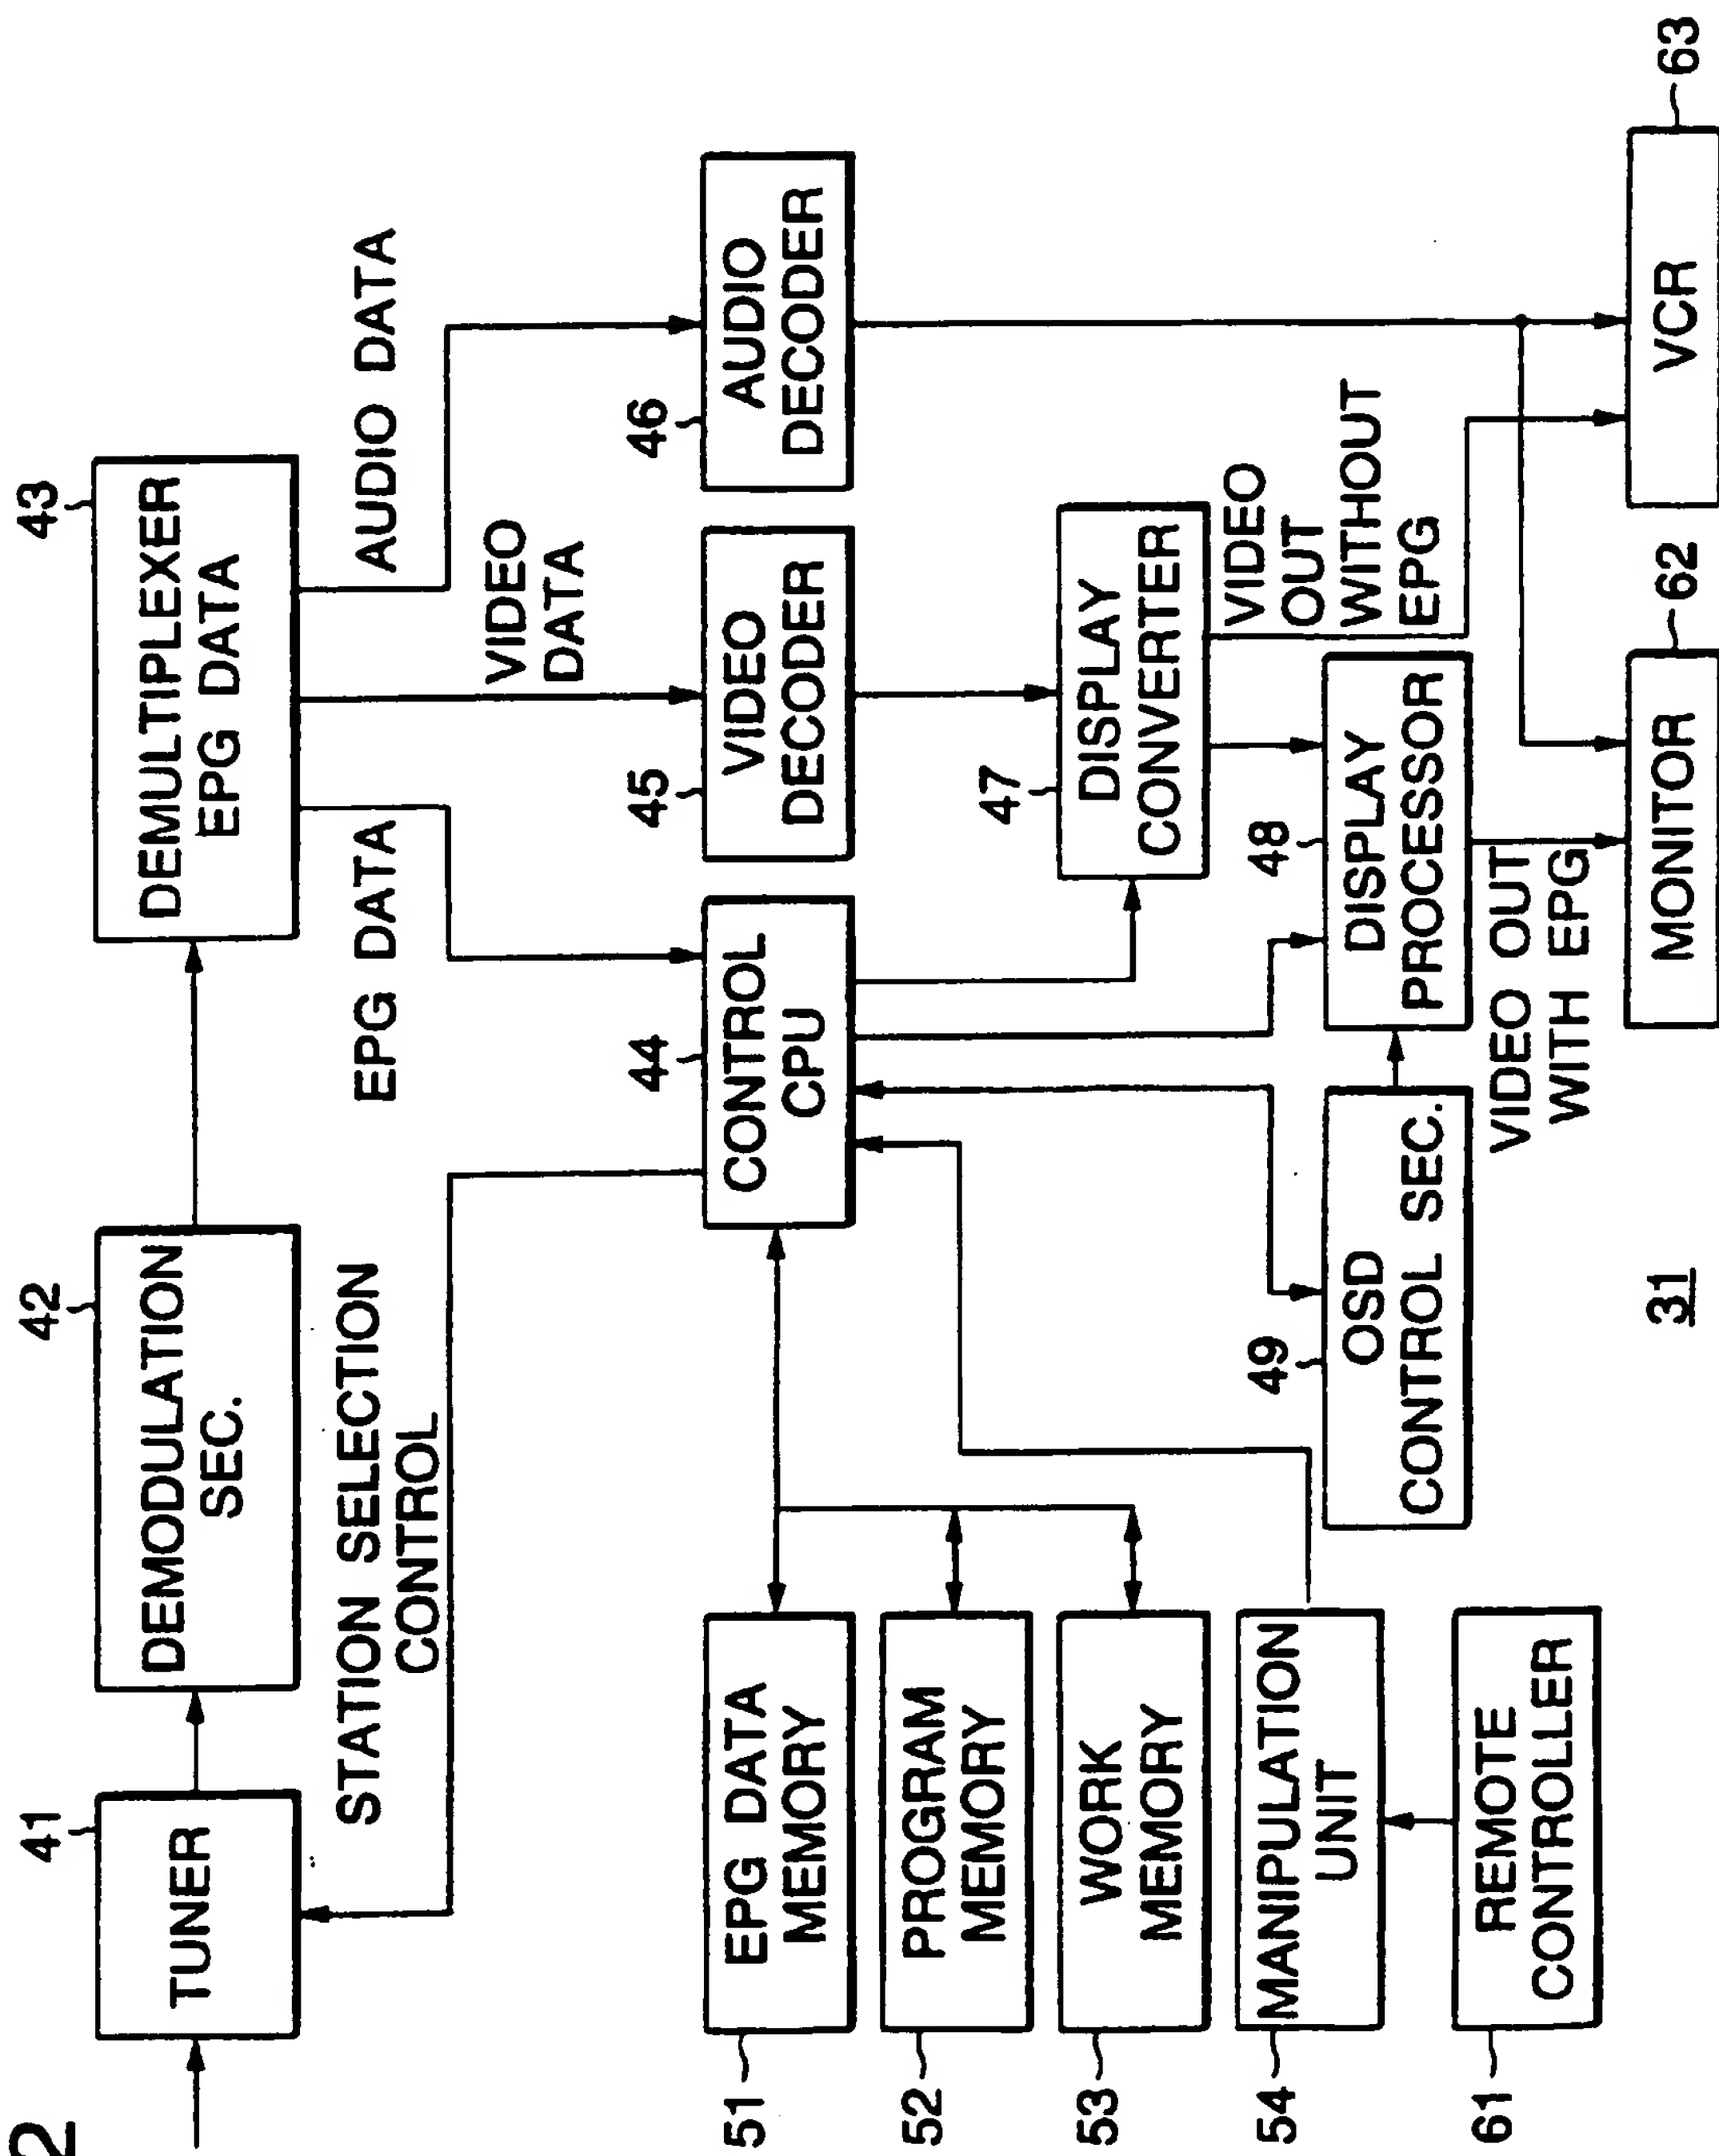 2
41
TUNER
42
DEMODULATION
SEC.
43
DEMULTIPLEXER
EPG DATA
STATION SELECTION
CONTROL
EPG DATA
VIDEO
DATA
AUDIO DATA
44
CONTROL
CPU
45
VIDEO
DECODER
46
AUDIO
DECODER
51
EPG DATA
MEMORY
52
PROGRAM
MEMORY
53
WORK
MEMORY
54
MANIPULATION
UNIT
61
REMOTE
CONTROLLER
47
DISPLAY
CONVERTER
VIDEO
OUT
WITHOUT
EPG
48
DISPLAY
PROCESSOR
49
OSD
CONTROL SEC.
VIDEO OUT
WITH EPG
MONITOR
62
VCR
63
31